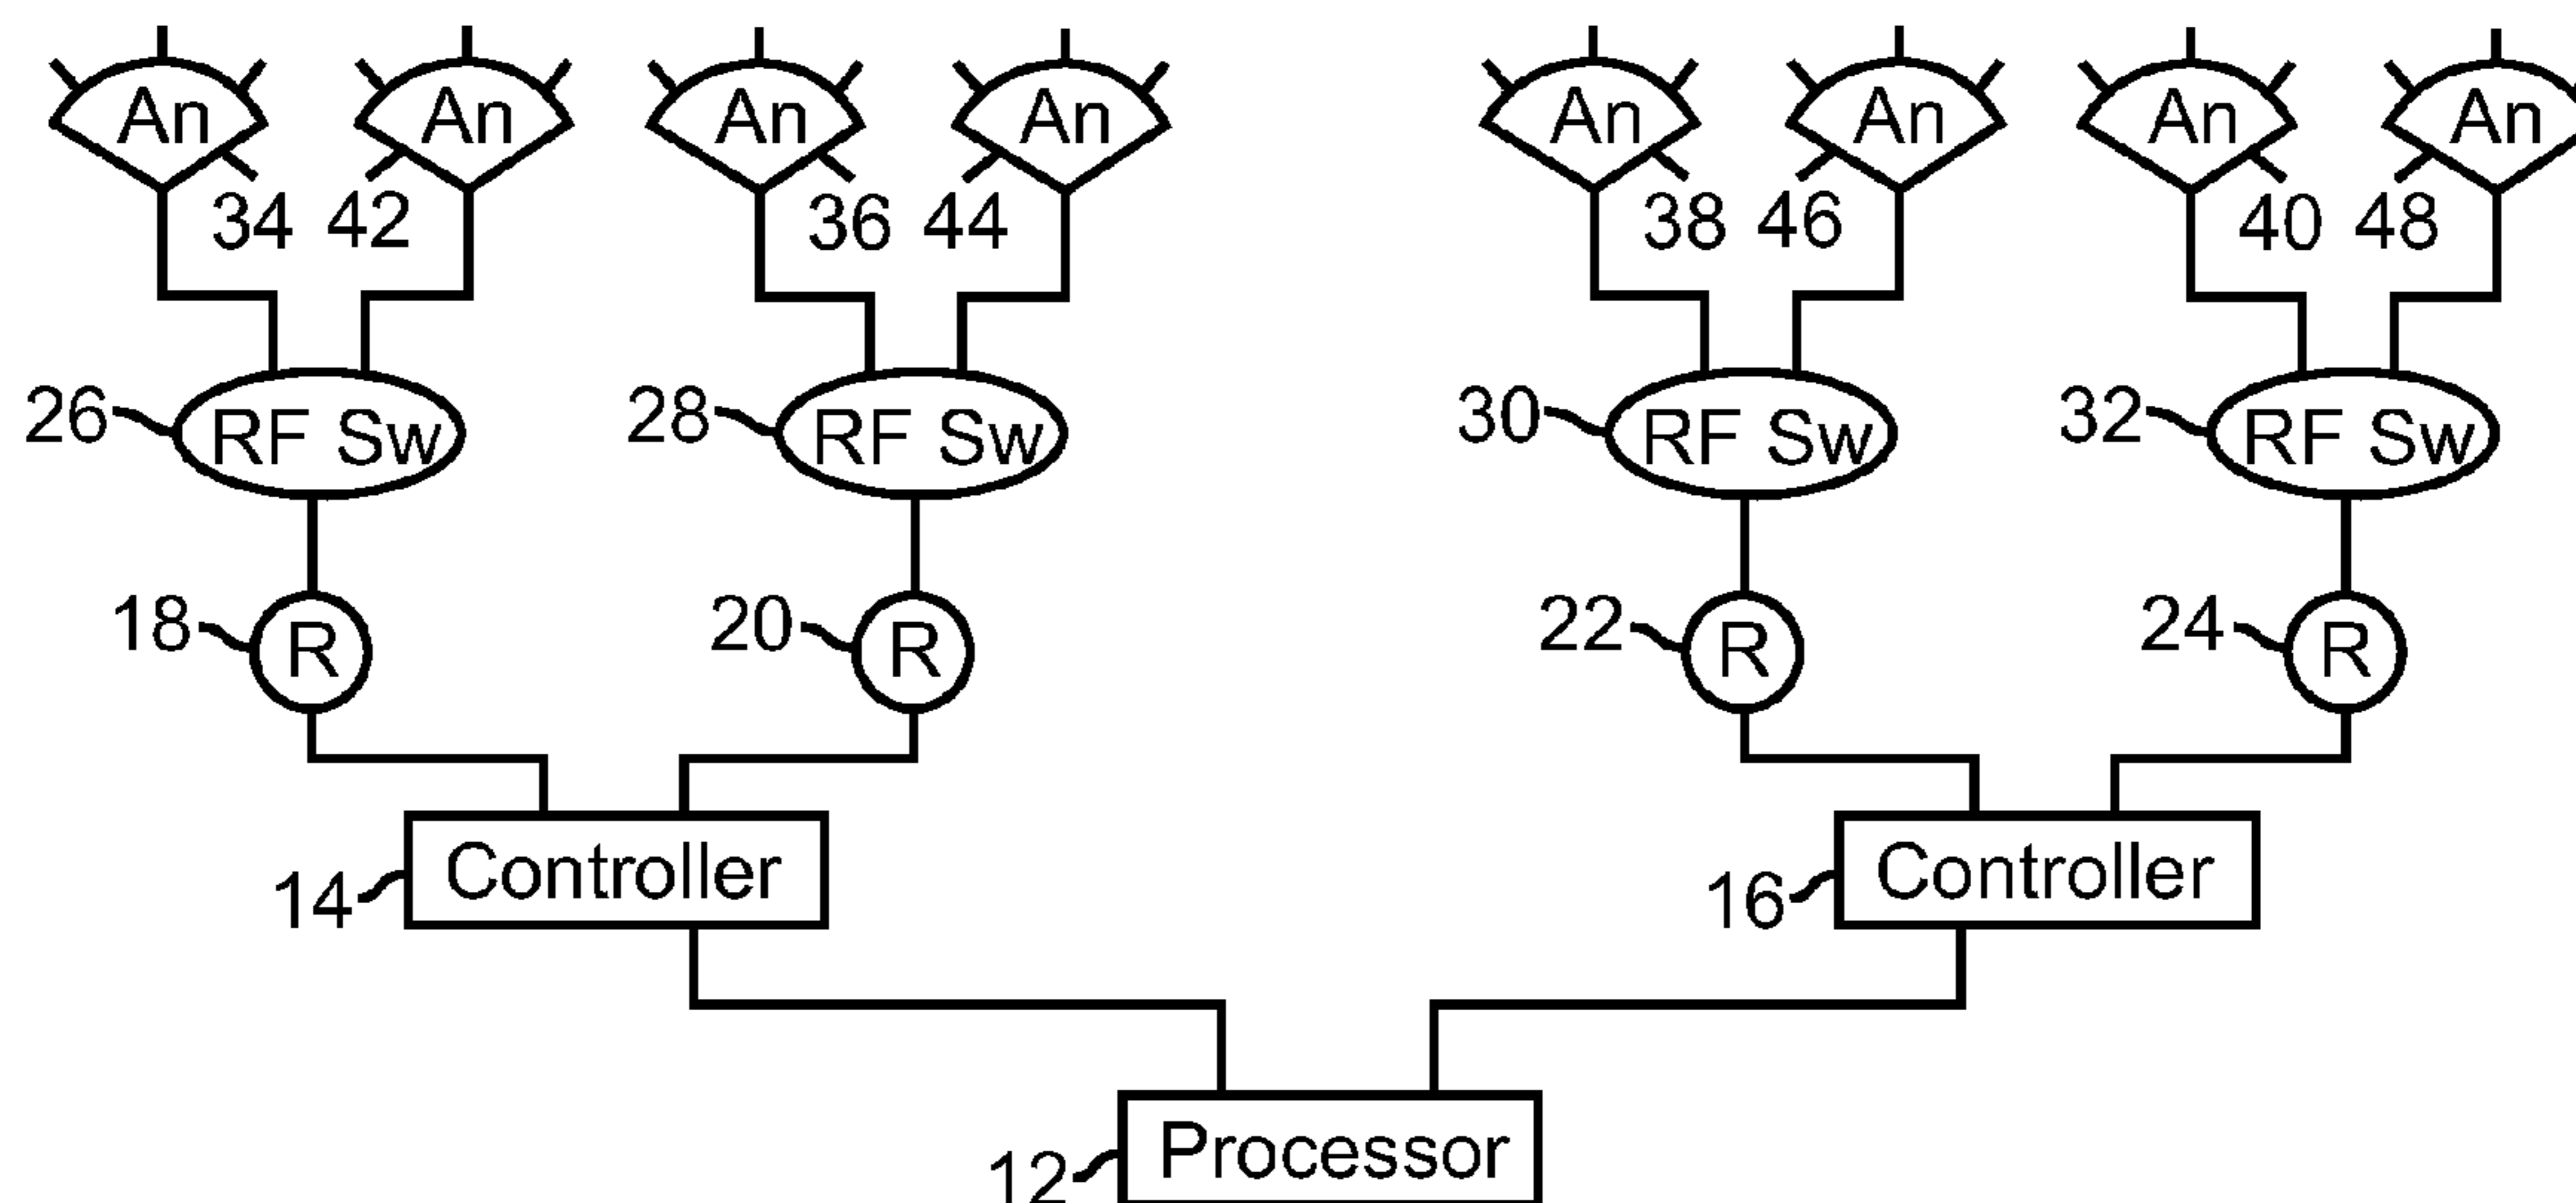 An An An An An An An An
34 42 36 44 38 46 40 48
26 RF Sw 28 RF Sw 30 RF Sw 32 RF Sw
18 R 20 R 22 R 24 R
14 Controller 16 Controller
12 Processor